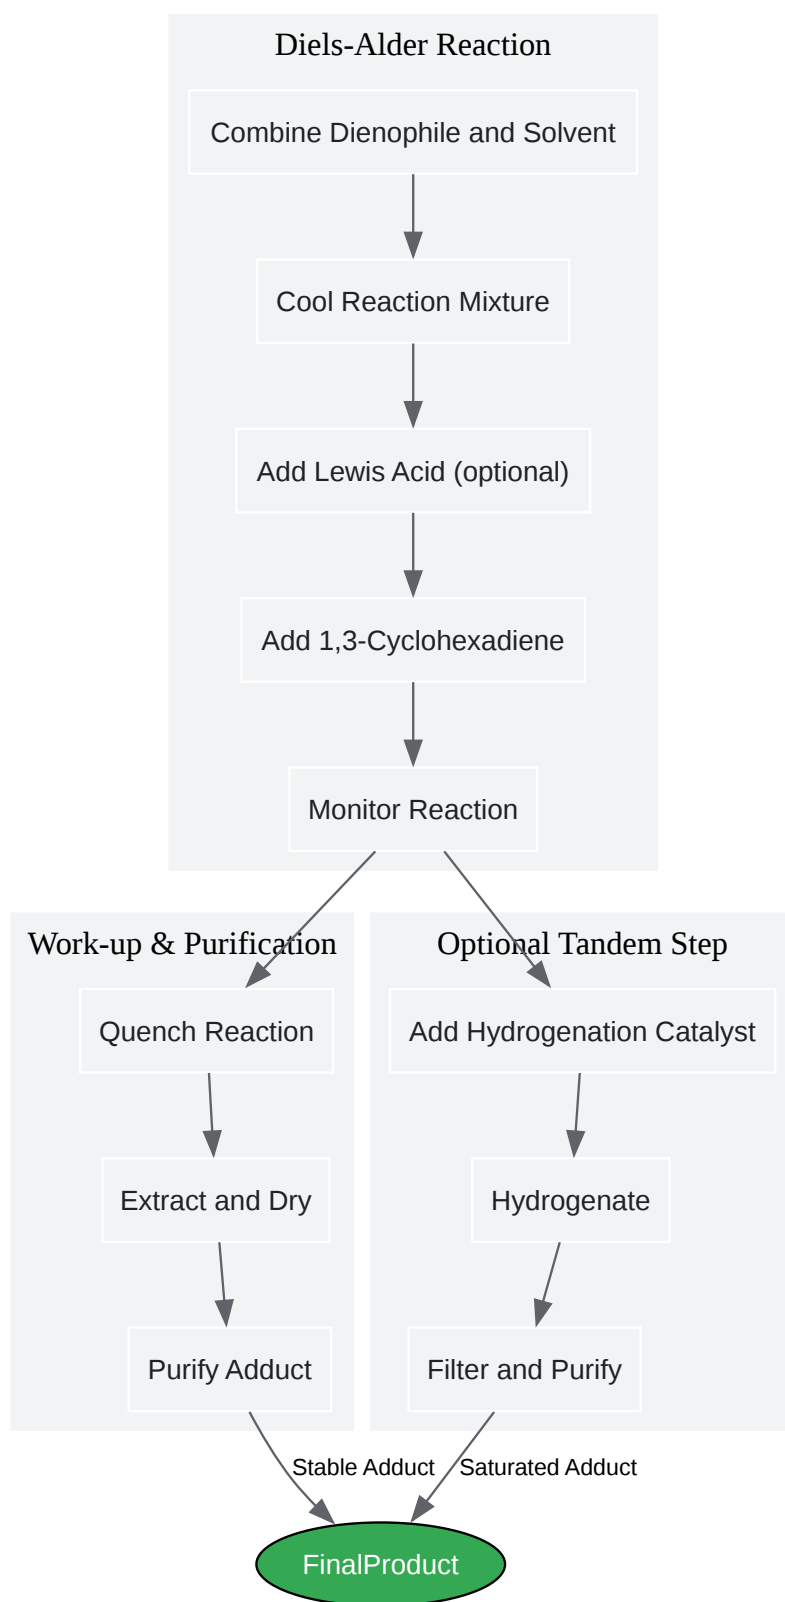 Diels-Alder Reaction
Combine Dienophile and Solvent
Cool Reaction Mixture
Add Lewis Acid (optional)
Add 1,3-Cyclohexadiene
Monitor Reaction
Work-up & Purification
Quench Reaction
Extract and Dry
Purify Adduct
Optional Tandem Step
Add Hydrogenation Catalyst
Hydrogenate
Filter and Purify
Stable Adduct
Saturated Adduct
FinalProduct